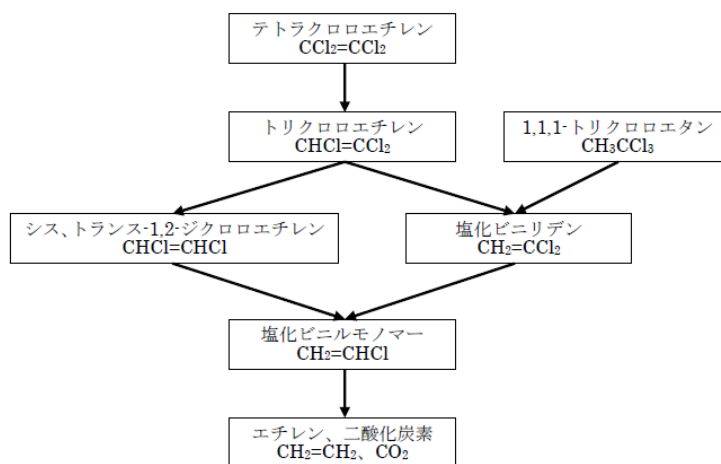 テトラクロロエチレン
CCl₂=CCl₂
トリクロロエチレン
CHCl=CCl₂
1,1,1-トリクロロエタン
CH₃CCl₃
シス、トランス-1,2-ジクロロエチレン
CHCl=CHCl
塩化ビニリデン
CH₂=CCl₂
塩化ビニルモノマー
CH₂=CHCl
エチレン、二酸化炭素
CH₂=CH₂、CO₂